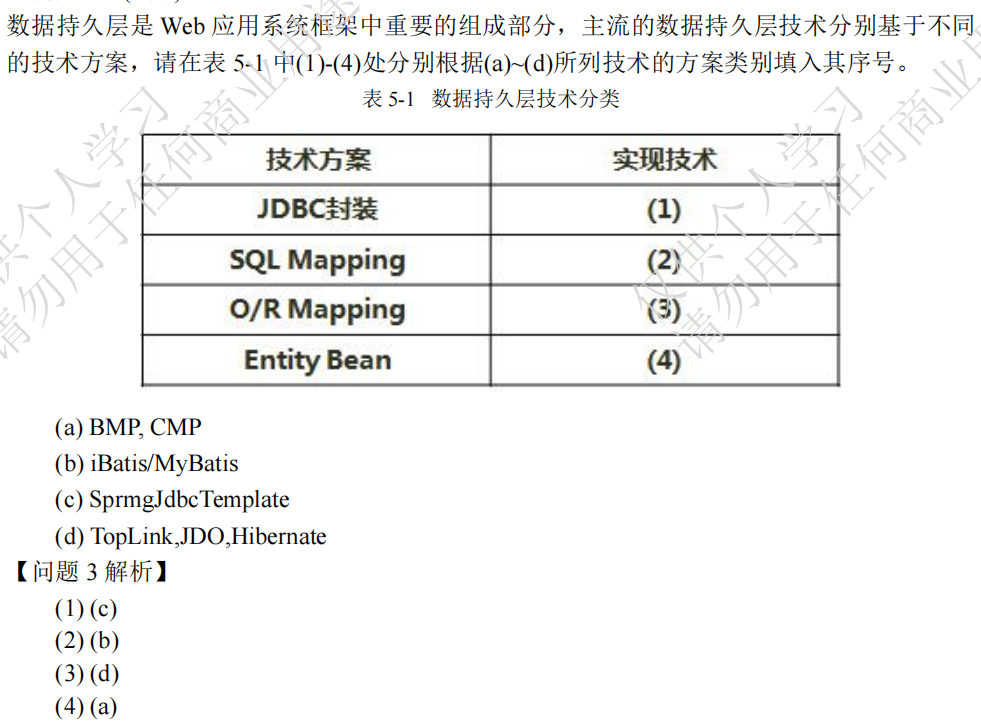 数据持久层是 Web 应用系统框架中重要的组成部分，主流的数据持久层技术分别基于不同
的技术方案，请在表 5-1 中(1)-(4)处分别根据(a)~(d)所列技术的方案类别填入其序号。
表 5-1 数据持久层技术分类
技术方案 实现技术
JDBC封装 (1)
SQL Mapping (2)
O/R Mapping (3)
Entity Bean (4)
(a) BMP, CMP
(b) iBatis/MyBatis
(c) SprmgJdbcTemplate
(d) TopLink,JDO,Hibernate
【问题 3 解析】
(1) (c)
(2) (b)
(3) (d)
(4) (a)
供个人学习
请勿用于任何商业用途
仅供个人学习
请勿用于任何商业用